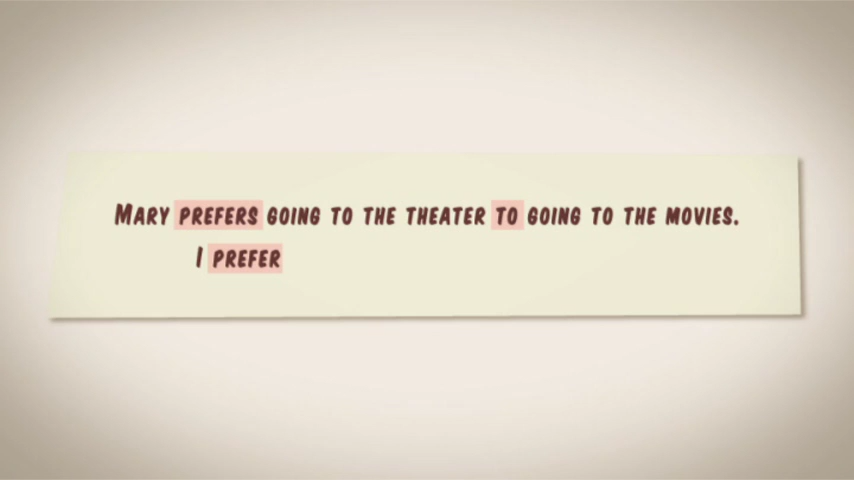 Mary prefers going to the theater to going to the movies.
I prefer